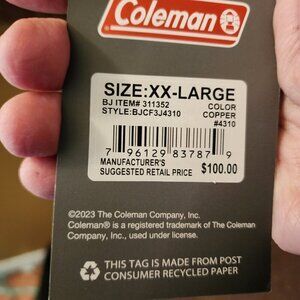 Coleman
SIZE:XX-LARGE
BJ ITEM# 311352 COLOR
STYLE:BJCF3J4310 COPPER
#4310
7 96129 83787 9
MANUFACTURER'S
SUGGESTED RETAIL PRICE $100.00
©2023 The Coleman Company, Inc.
Coleman® is a registered trademark of The Coleman
Company, Inc., used under license.
THIS TAG IS MADE FROM POST
CONSUMER RECYCLED PAPER